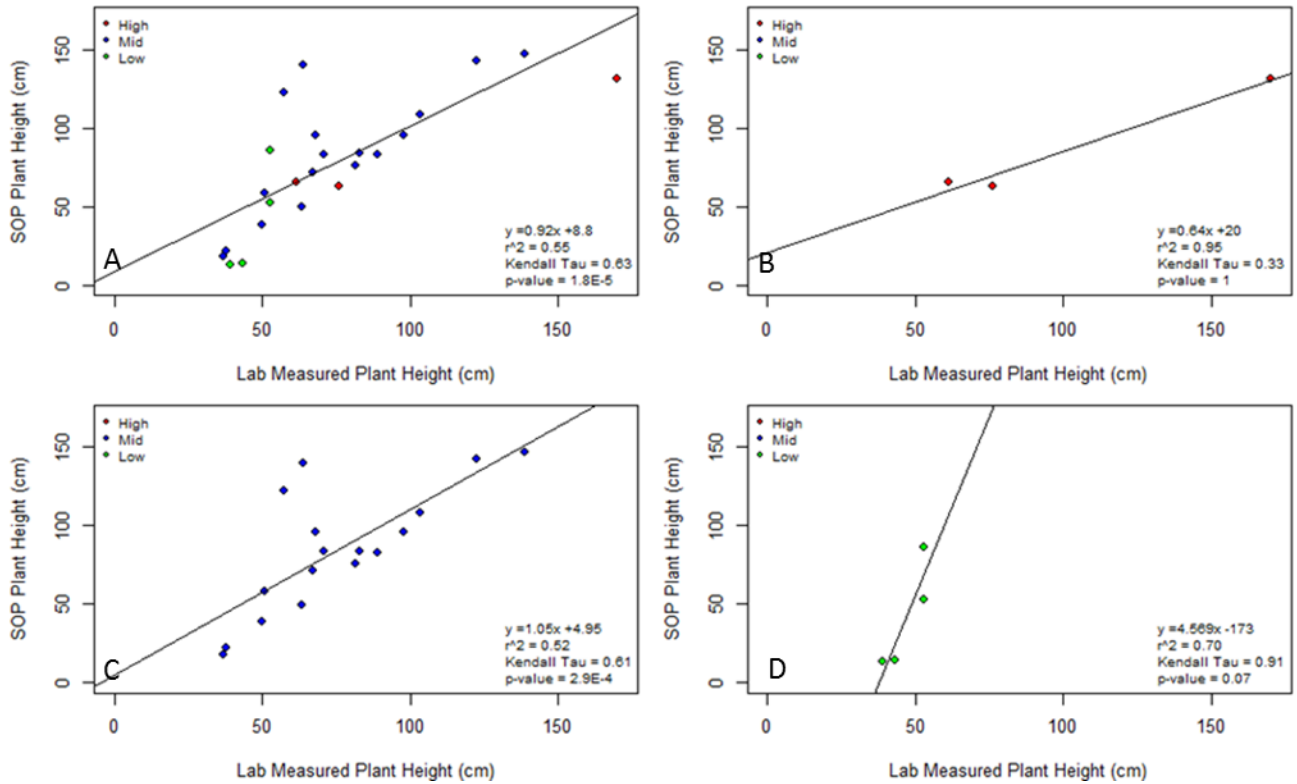 High
Mid
Low
SOP Plant Height (cm)
0 50 100 150
A
y =0.92x +8.8
r^2 = 0.55
Kendall Tau = 0.63
p-value = 1.8E-5
0 50 100 150
Lab Measured Plant Height (cm)
High
Mid
Low
SOP Plant Height (cm)
0 50 100 150
B
y =0.64x +20
r^2 = 0.95
Kendall Tau = 0.33
p-value = 1
0 50 100 150
Lab Measured Plant Height (cm)
High
Mid
Low
SOP Plant Height (cm)
0 50 100 150
C
y =1.05x +4.95
r^2 = 0.52
Kendall Tau = 0.61
p-value = 2.9E-4
0 50 100 150
Lab Measured Plant Height (cm)
High
Mid
Low
SOP Plant Height (cm)
0 50 100 150
D
y =4.569x -173
r^2 = 0.70
Kendall Tau = 0.91
p-value = 0.07
0 50 100 150
Lab Measured Plant Height (cm)